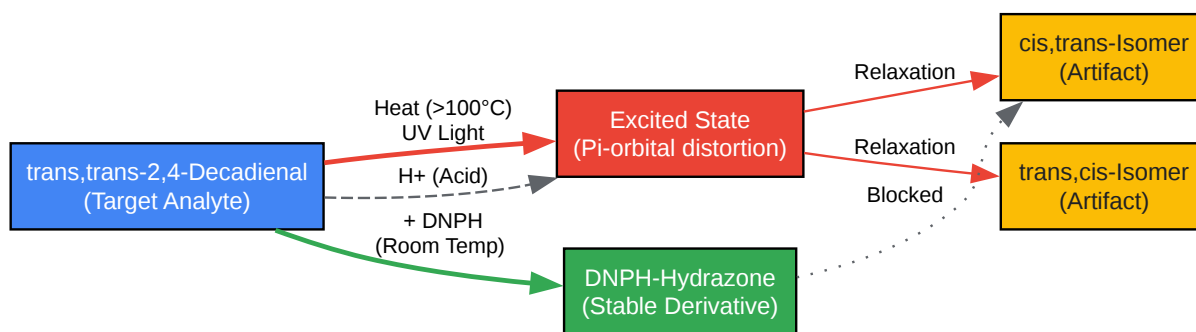 trans,trans-2,4-Decadienal
(Target Analyte)
Heat (>100°C)
UV Light
H+ (Acid)
+ DNPH
(Room Temp)
Excited State
(Pi-orbital distortion)
DNPH-Hydrazone
(Stable Derivative)
Relaxation
Relaxation
Blocked
cis,trans-Isomer
(Artifact)
trans,cis-Isomer
(Artifact)